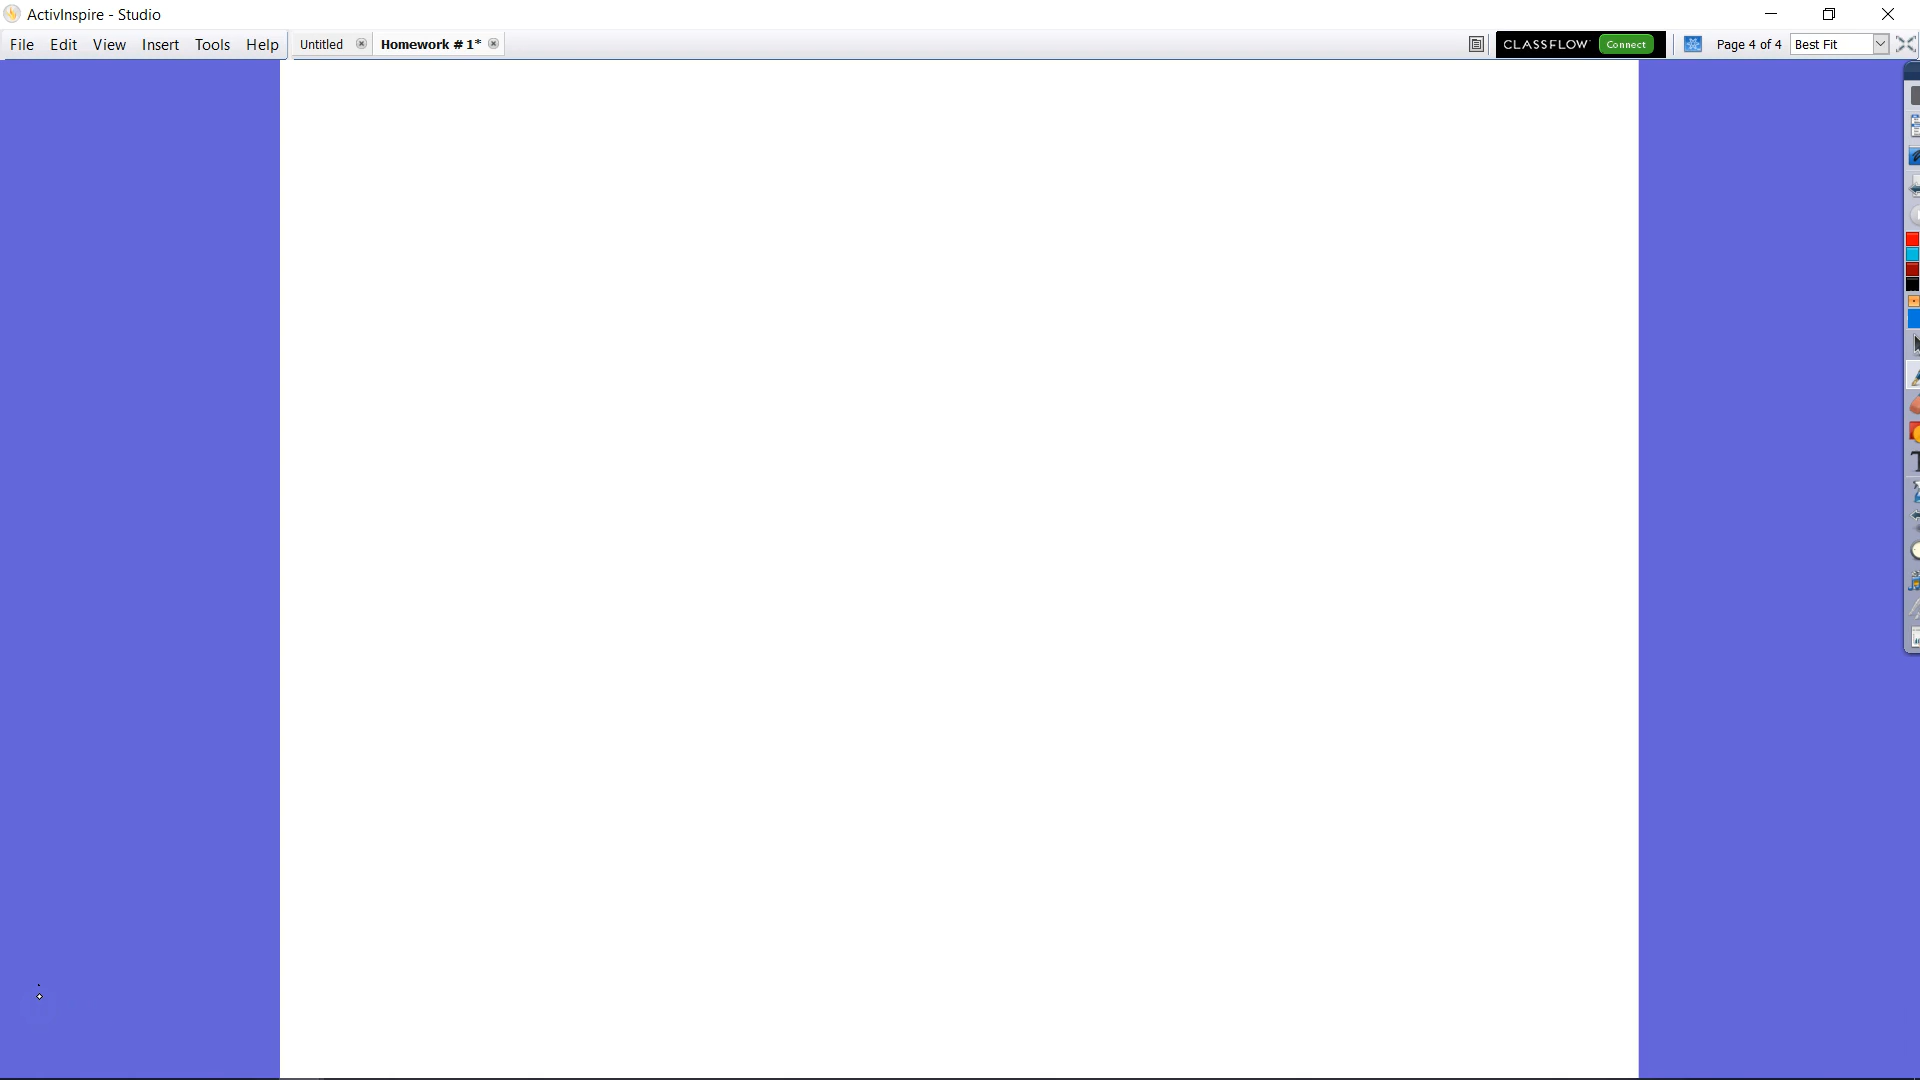 ActivInspire - Studio
File Edit View Insert Tools Help Untitled Homework # 1* CLASSFLOW Connect Page 4 of 4 Best Fit
T